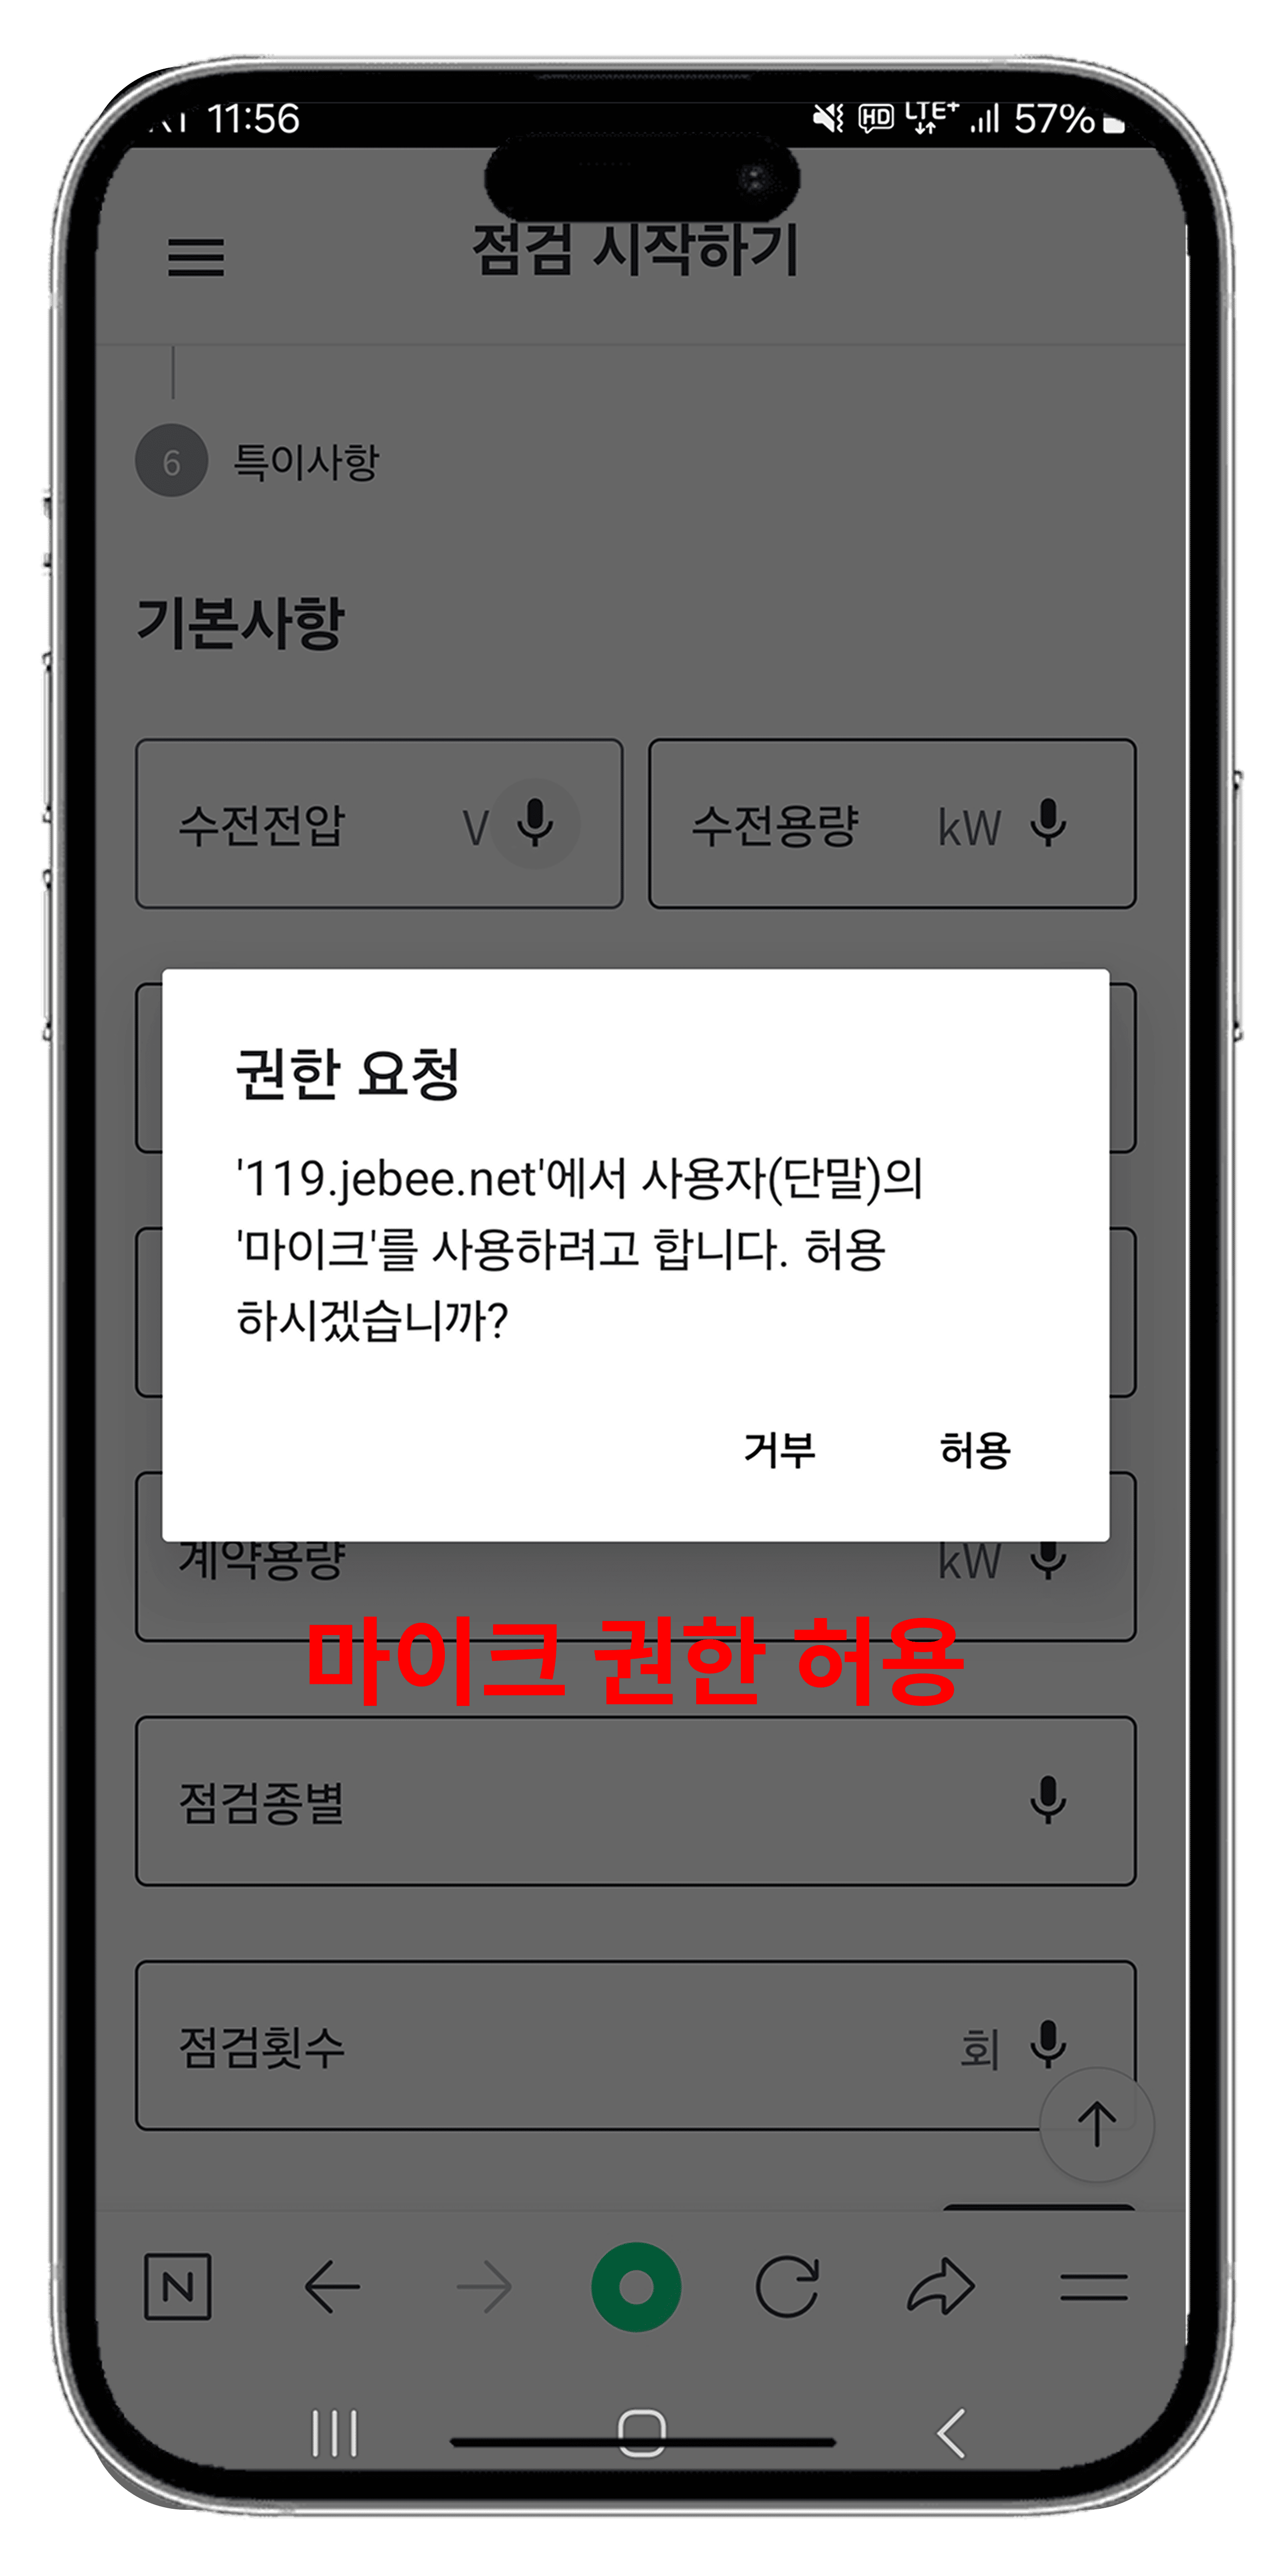 11:56 HD LTE+ 57%
점검 시작하기
6 특이사항
기본사항
수전전압 V 수전용량 kW
권한 요청
'119.jebee.net'에서 사용자(단말)의
'마이크'를 사용하려고 합니다. 허용
하시겠습니까?
거부 허용
계약용량 kW
마이크 권한 허용
점검종별
점검횟수 회
N